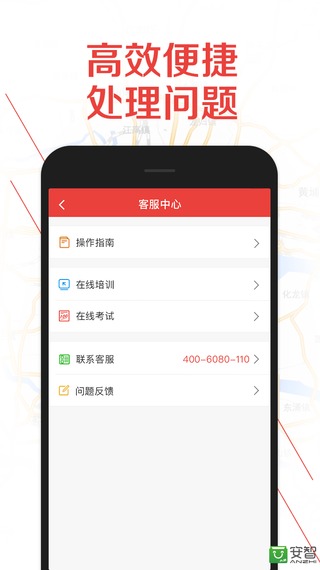 高效便捷
处理问题
客服中心
操作指南
在线培训
在线考试
联系客服 400-6080-110
问题反馈
安智
ANZHI